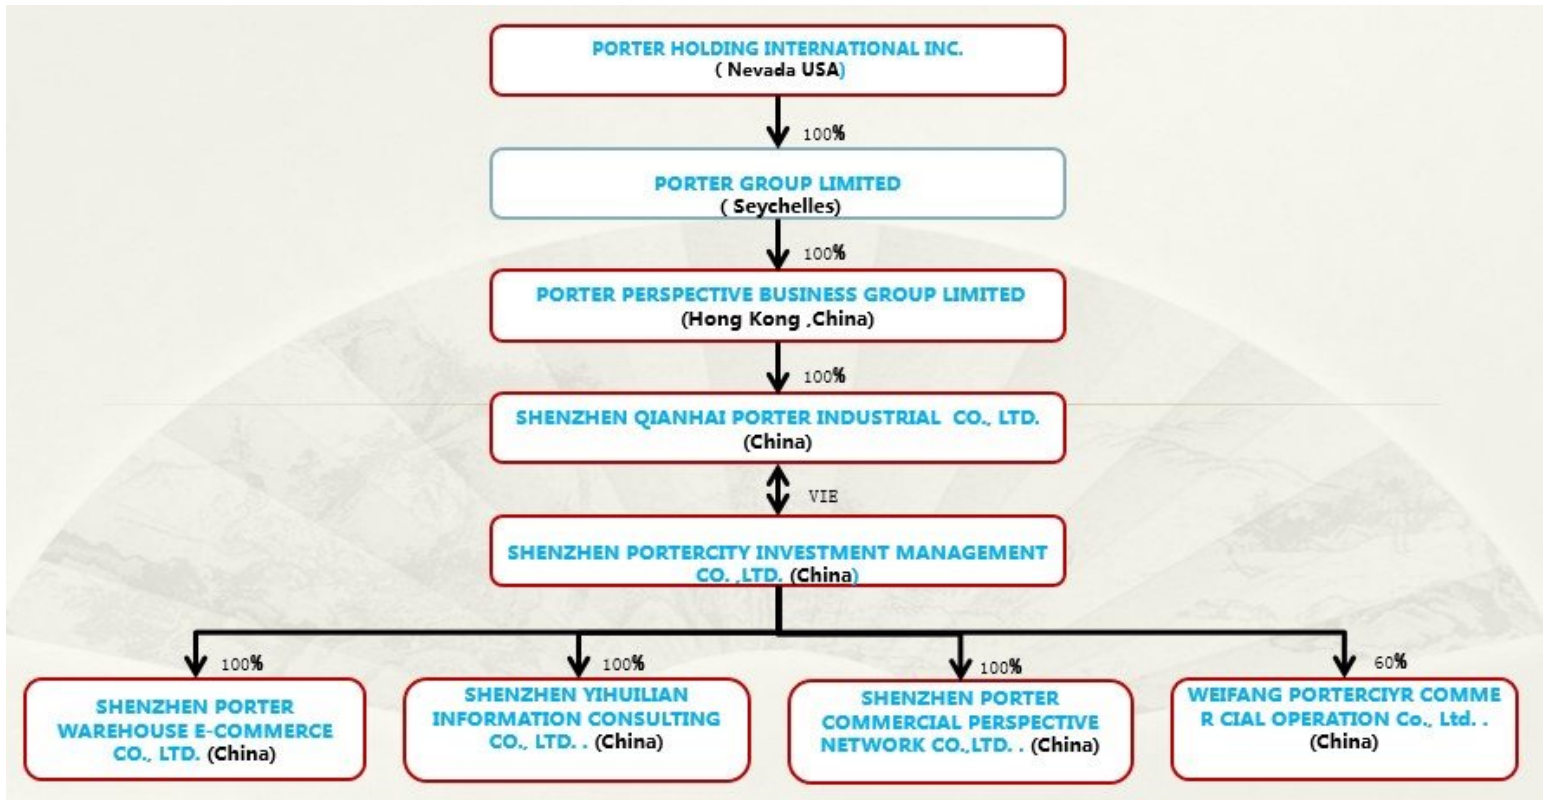 PORTER HOLDING INTERNATIONAL INC.
( Nevada USA)
100%
PORTER GROUP LIMITED
( Seychelles)
100%
PORTER PERSPECTIVE BUSINESS GROUP LIMITED
(Hong Kong ,China)
100%
SHENZHEN QIANHAI PORTER INDUSTRIAL CO., LTD.
(China)
VIE
SHENZHEN PORTERCITY INVESTMENT MANAGEMENT
CO. ,LTD. (China)
100%
SHENZHEN PORTER
WAREHOUSE E-COMMERCE
CO., LTD. (China)
100%
SHENZHEN YIHUILIAN
INFORMATION CONSULTING
CO., LTD. . (China)
100%
SHENZHEN PORTER
COMMERCIAL PERSPECTIVE
NETWORK CO.,LTD. . (China)
60%
WEIFANG PORTERCIYR COMME
R CIAL OPERATION Co., Ltd. .
(China)